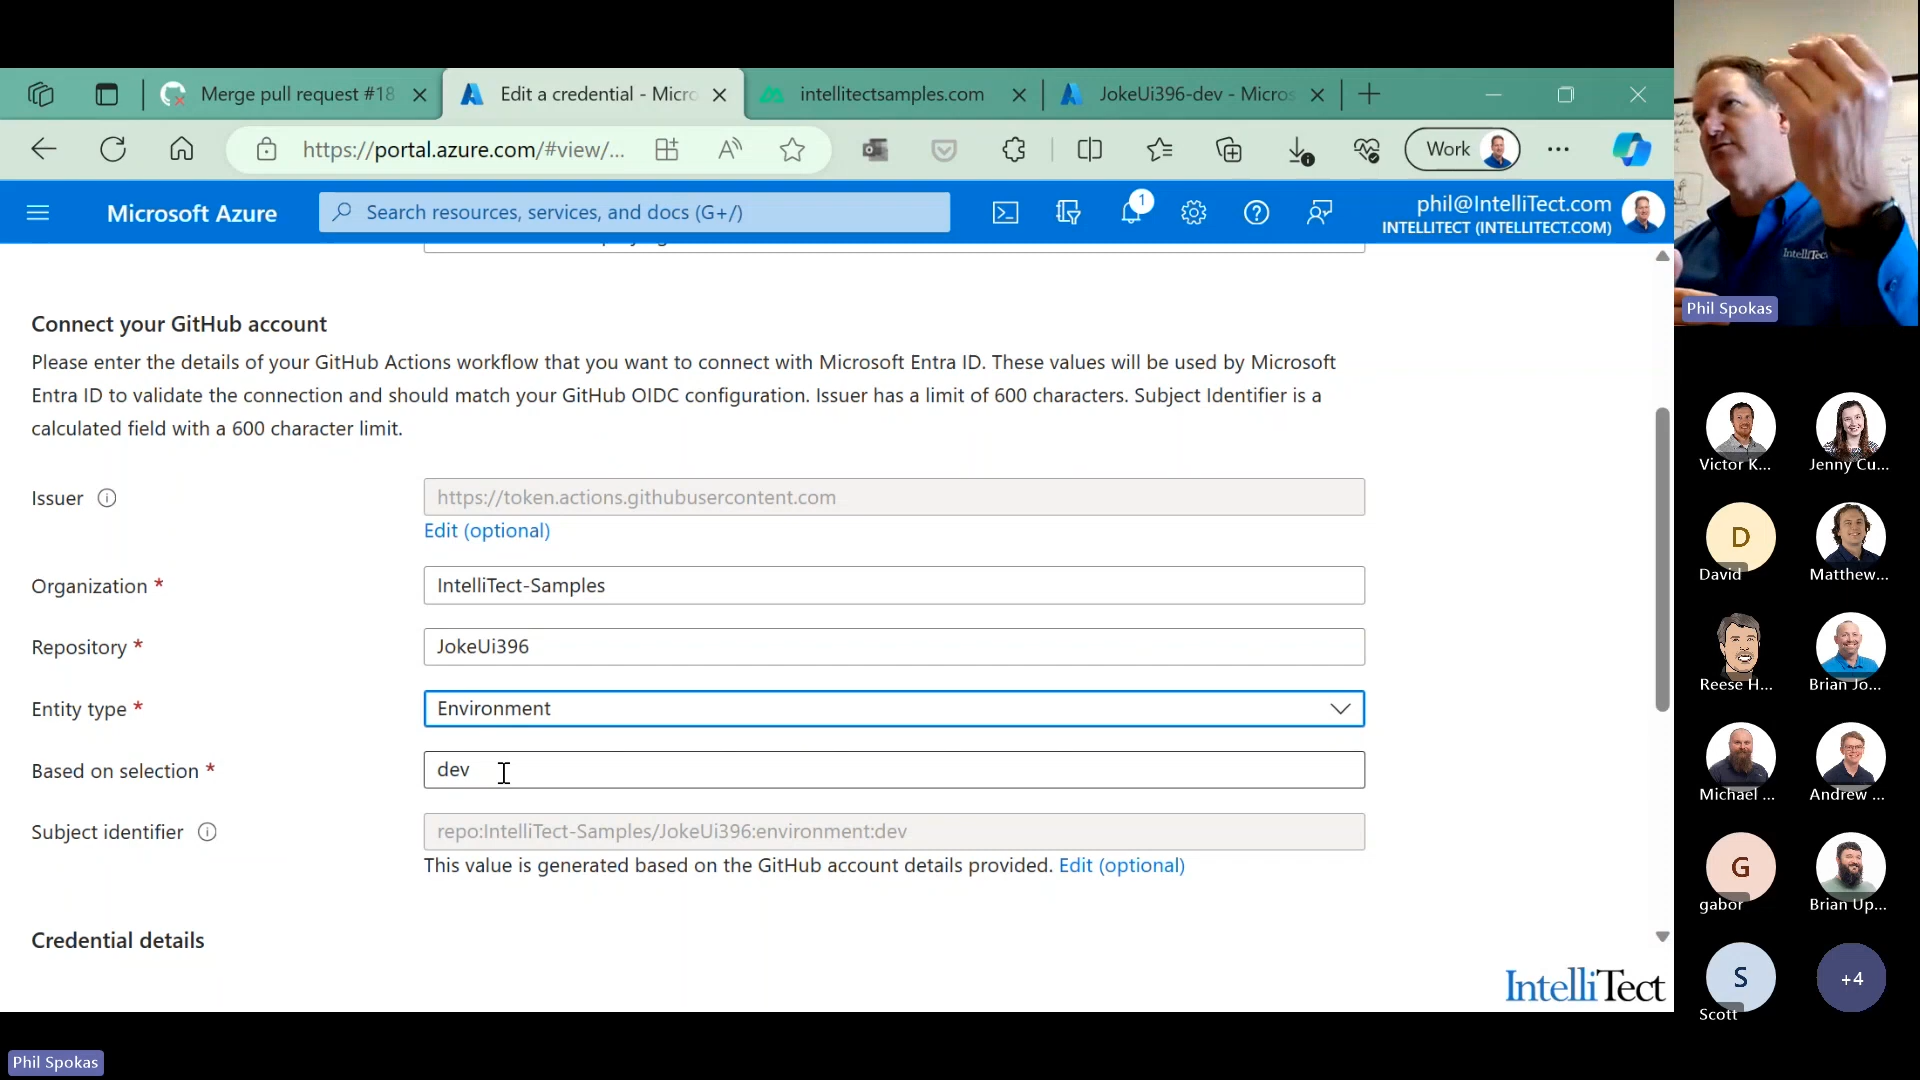 Merge pull request #18
Edit a credential - Micro
intellitectsamples.com
JokeUi396-dev - Micros
https://portal.azure.com/#view/...
Work
Microsoft Azure
Search resources, services, and docs (G+/)
1
phil@IntelliTect.com
INTELLITECT (INTELLITECT.COM)
IntelliTec
Phil Spokas
Connect your GitHub account
Please enter the details of your GitHub Actions workflow that you want to connect with Microsoft Entra ID. These values will be used by Microsoft
Entra ID to validate the connection and should match your GitHub OIDC configuration. Issuer has a limit of 600 characters. Subject Identifier is a
calculated field with a 600 character limit.
Issuer
https://token.actions.githubusercontent.com
Edit (optional)
Organization *
IntelliTect-Samples
Repository *
JokeUi396
Entity type *
Environment
Based on selection *
dev
Subject identifier
repo:IntelliTect-Samples/JokeUi396:environment:dev
This value is generated based on the GitHub account details provided. Edit (optional)
Credential details
IntelliTect
Victor K...
Jenny Cu...
D
David
Matthew...
Reese H...
Brian Jo...
Michael ...
Andrew ...
G
gabor
Brian Up...
S
Scott
+4
Phil Spokas